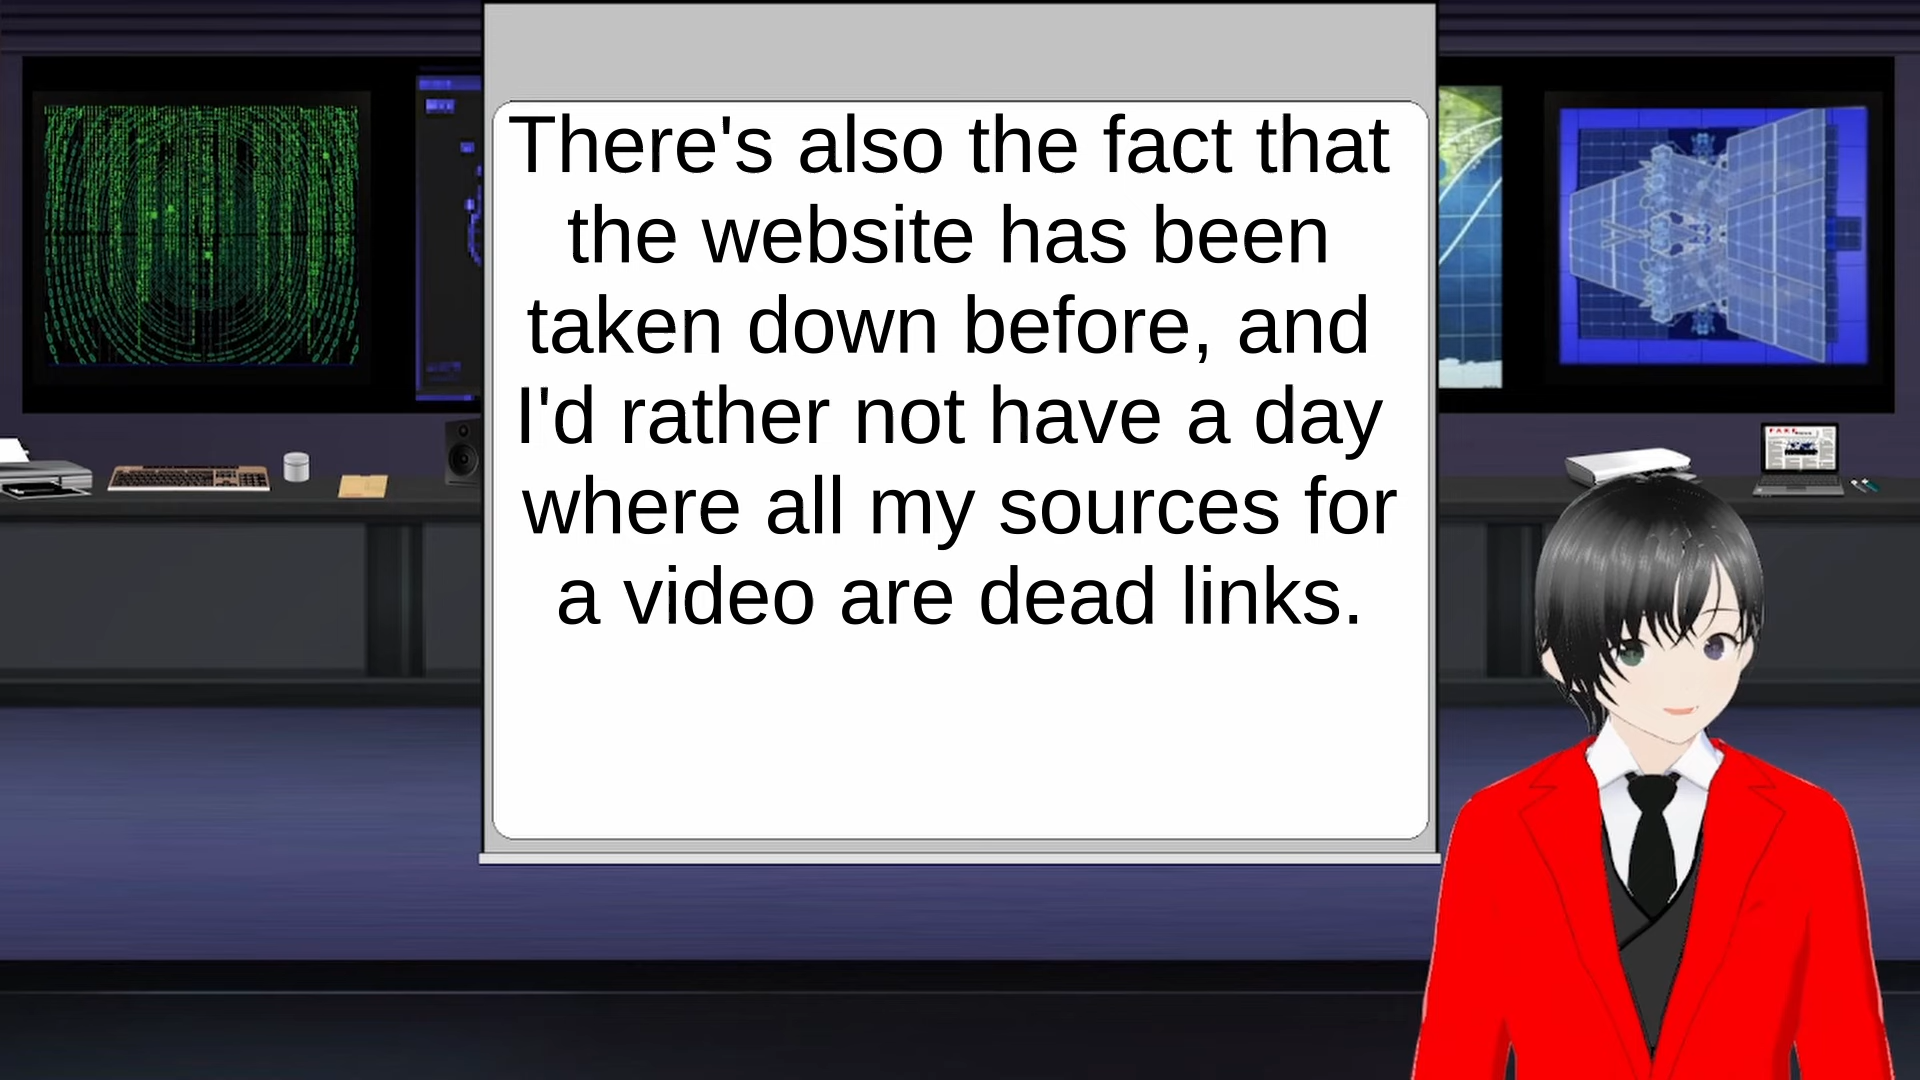 There's also the fact that
the website has been
taken down before, and
I'd rather not have a day
where all my sources for
a video are dead links.
FAKE